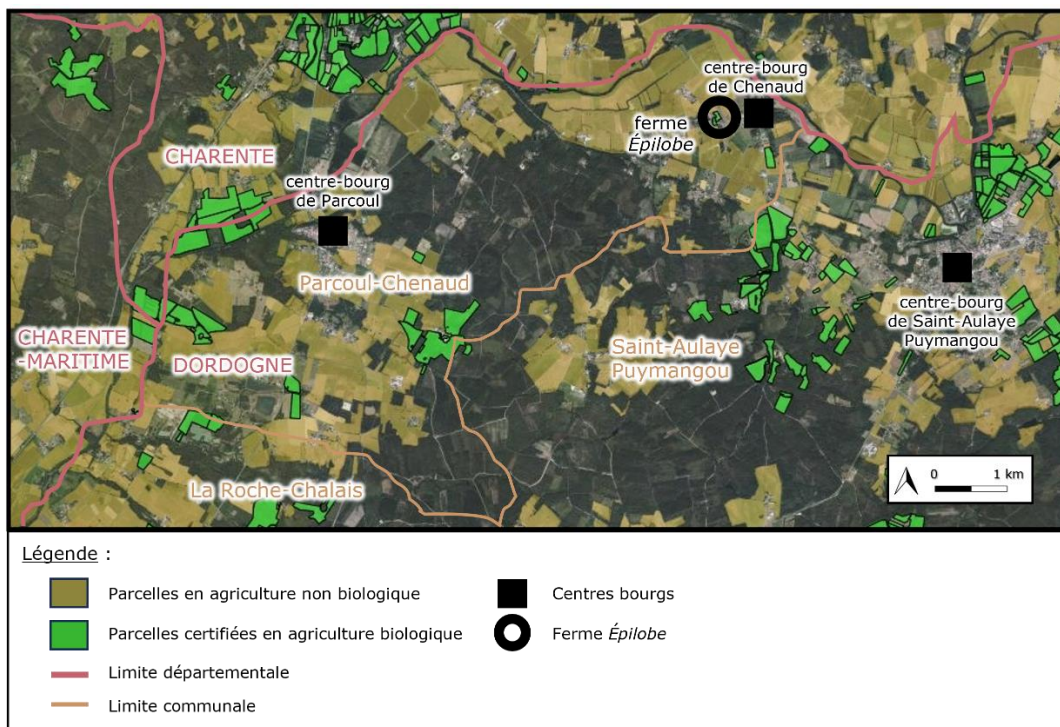 centre-bourg
de Chenaud
ferme
Épilobe
CHARENTE
centre-bourg
de Parcoul
Parcoul-Chenaud
CHARENTE
-MARITIME
DORDOGNE
Saint-Aulaye
Puymangou
centre-bourg
de Saint-Aulaye
Puymangou
La Roche-Chalais
0 1 km
Légende :
Parcelles en agriculture non biologique
Centres bourgs
Parcelles certifiées en agriculture biologique
Ferme Épilobe
Limite départementale
Limite communale